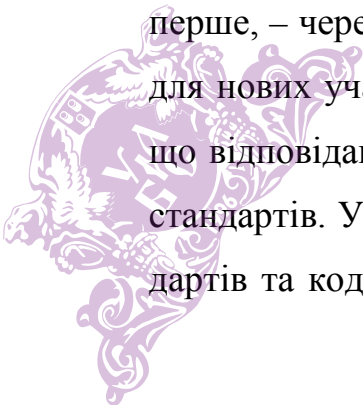 перше, – чере
для нових уч
що відповіда
стандартів. У
дартів та код